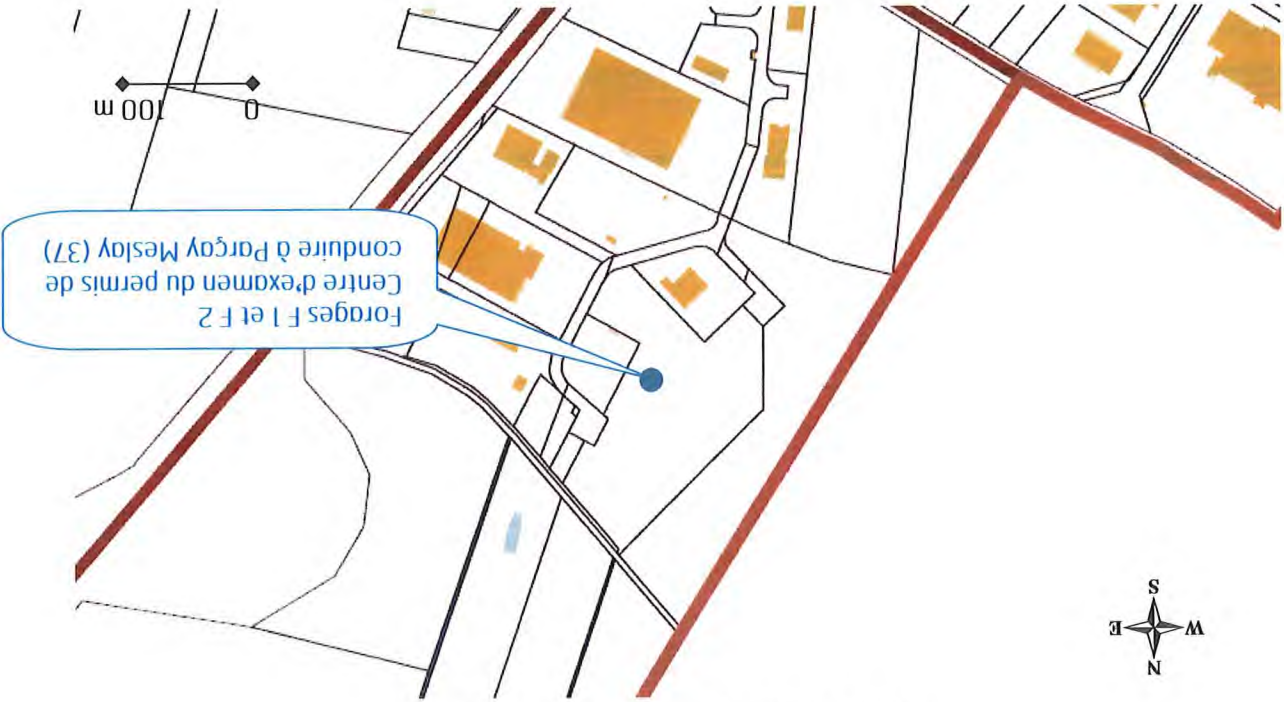 N
W E
S
Forages F1 et F 2
Centre d'examen du permis de
conduire à Parçay Meslay (37)
0 100 m